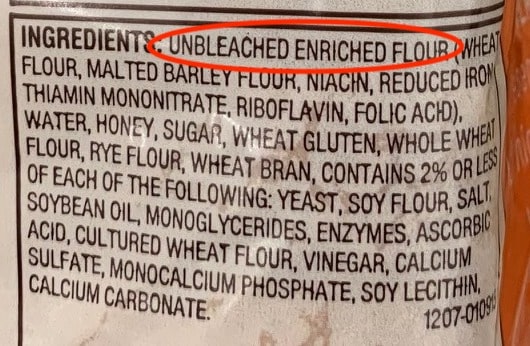 INGREDIENTS: UNBLEACHED ENRICHED FLOUR (WHEAT
FLOUR, MALTED BARLEY FLOUR, NIACIN, REDUCED IRON,
THIAMIN MONONITRATE, RIBOFLAVIN, FOLIC ACID),
WATER, HONEY, SUGAR, WHEAT GLUTEN, WHOLE WHEAT
FLOUR, RYE FLOUR, WHEAT BRAN, CONTAINS 2% OR LESS
OF EACH OF THE FOLLOWING: YEAST, SOY FLOUR, SALT,
SOYBEAN OIL, MONOGLYCERIDES, ENZYMES, ASCORBIC
ACID, CULTURED WHEAT FLOUR, VINEGAR, CALCIUM
SULFATE, MONOCALCIUM PHOSPHATE, SOY LECITHIN,
CALCIUM CARBONATE.